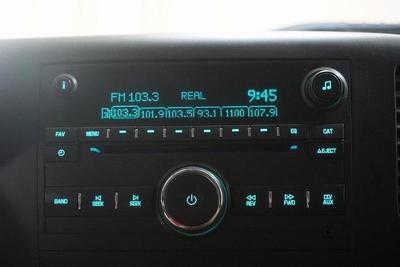 i
FM 103.3 REAL 9:45
103.3 101.9 103.5 93.1 1100 107.9
FAV MENU EQ CAT
EJECT
BAND SEEK SEEK REV FWD CD/
AUX